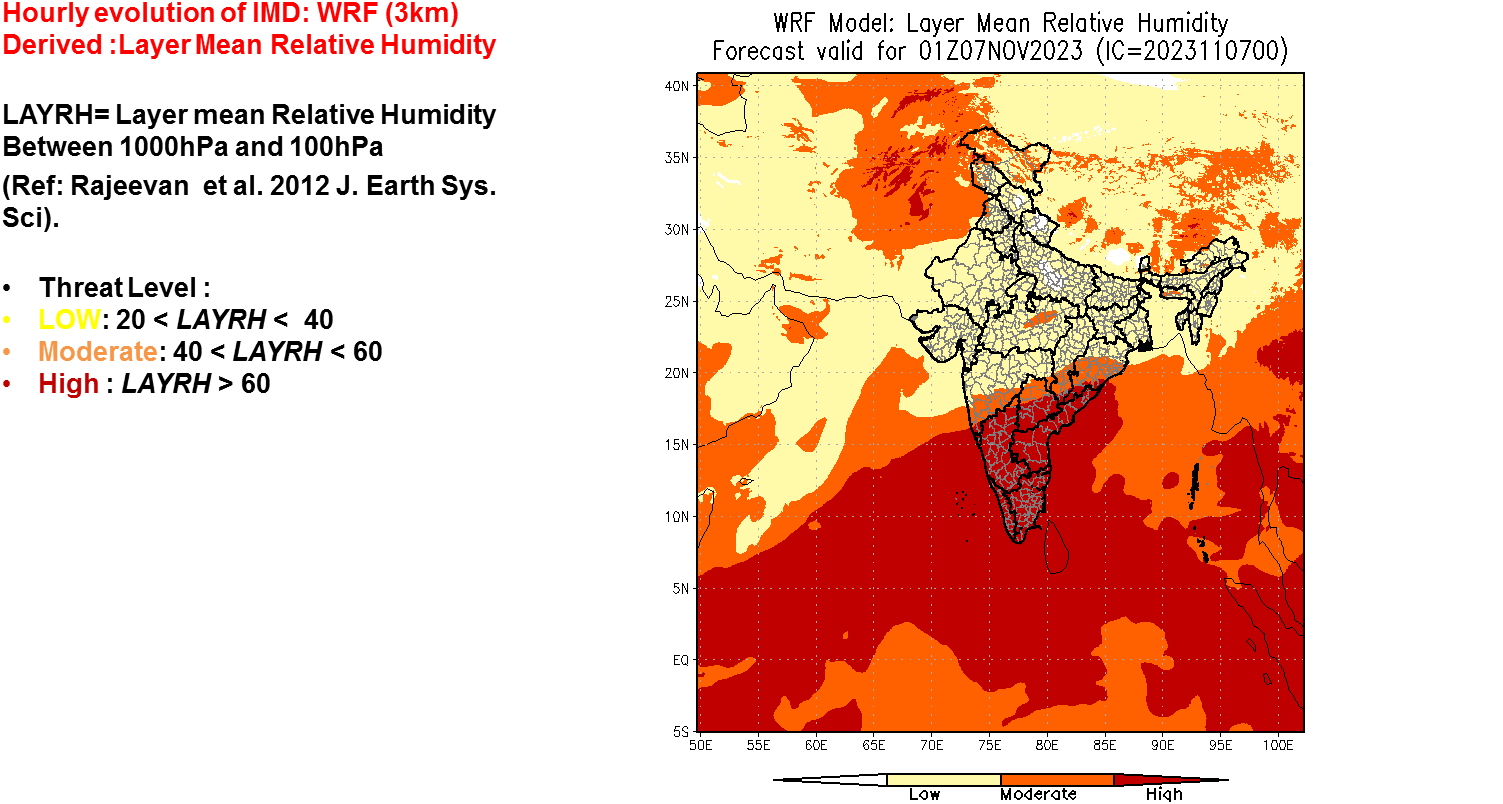 Hourly evolution of IMD: WRF (3km)
Derived :Layer Mean Relative Humidity
LAYRH= Layer mean Relative Humidity
Between 1000hPa and 100hPa
(Ref: Rajeevan et al. 2012 J. Earth Sys.
Sci).
• Threat Level :
• LOW: 20 < LAYRH < 40
• Moderate: 40 < LAYRH < 60
• High : LAYRH > 60
WRF Model: Layer Mean Relative Humidity
Forecast valid for 01Z07NOV2023 (IC=2023110700)
40N
35N
30N
25N
20N
15N
10N
5N
EQ
5S
50E 55E 60E 65E 70E 75E 80E 85E 90E 95E 100E
Low Moderate High